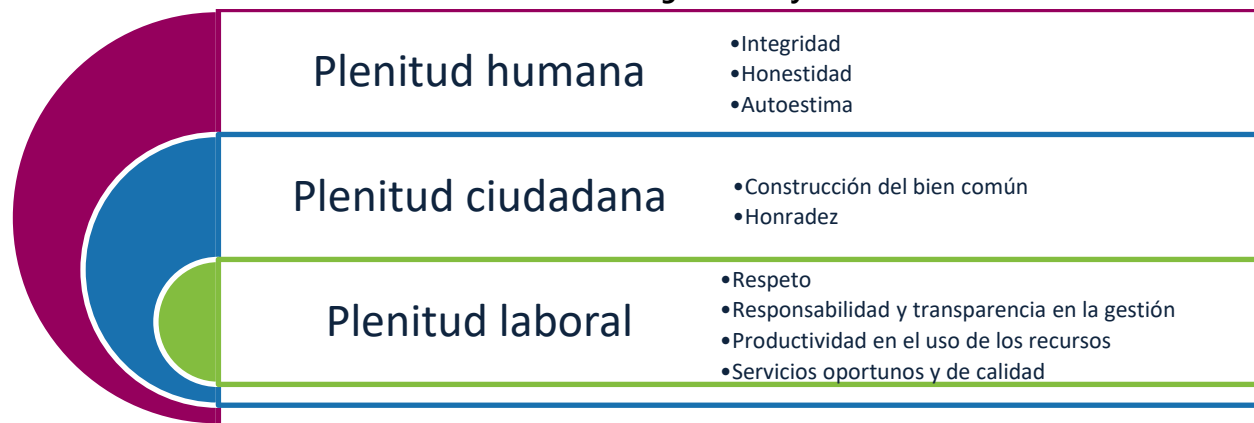 Plenitud humana
•Integridad
•Honestidad
•Autoestima
Plenitud ciudadana
•Construcción del bien común
•Honradez
Plenitud laboral
•Respeto
•Responsabilidad y transparencia en la gestión
•Productividad en el uso de los recursos
•Servicios oportunos y de calidad